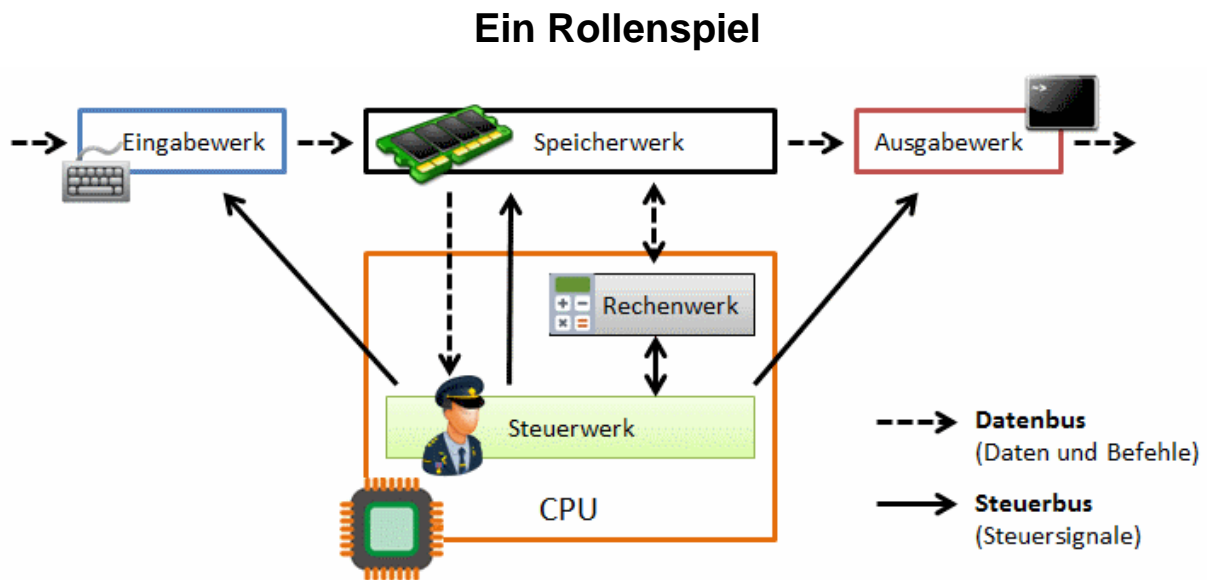 Ein Rollenspiel
~>
Eingabewerk
Speicherwerk
Ausgabewerk
+ −
× =
Rechenwerk
Steuerwerk
CPU
Datenbus
(Daten und Befehle)
Steuerbus
(Steuersignale)